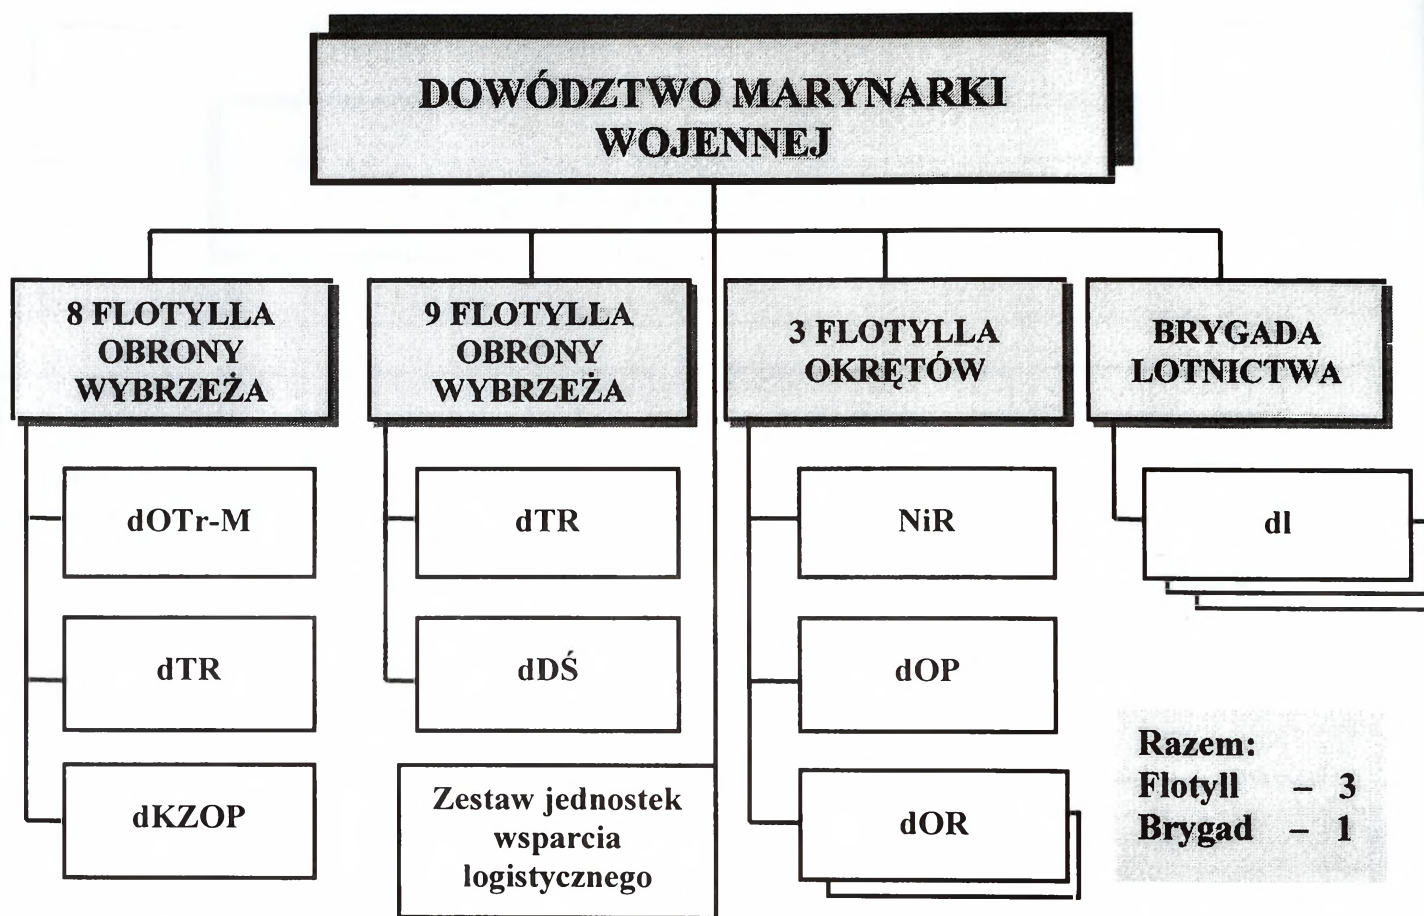 DOWÓDZTWO MARYNARKI
WOJENNEJ
8 FLOTYLLA
OBRONY
WYBRZEŻA
dOTr-M
dTR
dKZOP
9 FLOTYLLA
OBRONY
WYBRZEŻA
dTR
dDŚ
Zestaw jednostek
wsparcia
logistycznego
3 FLOTYLLA
OKRĘTÓW
NiR
dOP
dOR
BRYGADA
LOTNICTWA
dl
Razem:
Flotyll – 3
Brygad – 1